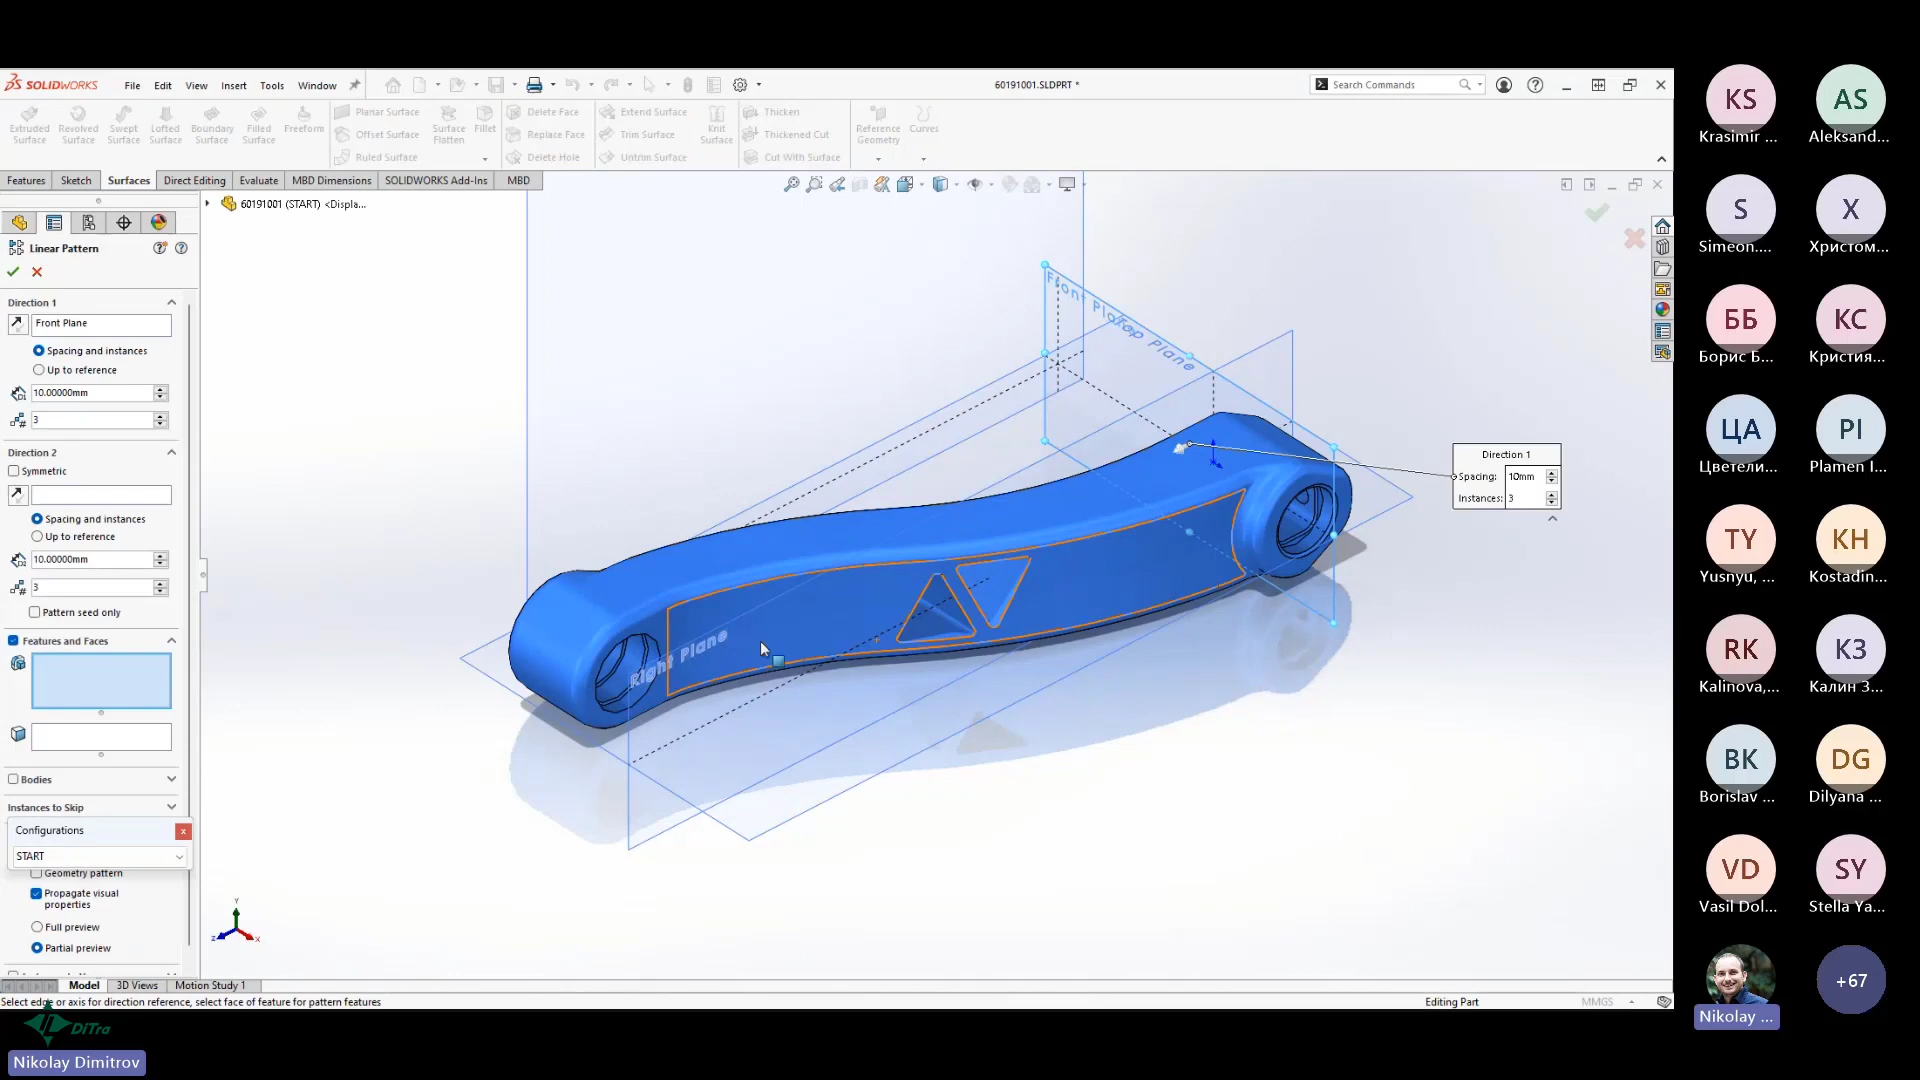 SOLIDWORKS File Edit View Insert Tools Window 60191001.SLDPRT * Search Commands
Extruded Surface
Revolved Surface
Swept Surface
Lofted Surface
Boundary Surface
Filled Surface
Freeform
Planar Surface
Offset Surface
Ruled Surface
Surface Flatten
Fillet
Delete Face
Replace Face
Delete Hole
Extend Surface
Trim Surface
Untrim Surface
Knit Surface
Thicken
Thickened Cut
Cut With Surface
Reference Geometry
Curves
Features Sketch Surfaces Direct Editing Evaluate MBD Dimensions SOLIDWORKS Add-Ins MBD
60191001 (START) <Displa...
Linear Pattern
Direction 1
Front Plane
Spacing and instances
Up to reference
10.00000mm
3
Direction 2
Symmetric
Spacing and instances
Up to reference
10.00000mm
3
Pattern seed only
Features and Faces
Bodies
Instances to Skip
Configurations
START
Geometry pattern
Propagate visual
properties
Full preview
Partial preview
Front Plane
Top Plane
Right Plane
Direction 1
Spacing: 10mm
Instances: 3
Y
Z
X
Model 3D Views Motion Study 1
Select edge or axis for direction reference, select face of feature for pattern features
Editing Part
MMGS
DiTra
Nikolay Dimitrov
KS AS
Krasimir ... Aleksand...
S X
Simeon.... Христом...
ББ КС
Борис Б... Кристия...
ЦА PI
Цветели... Plamen I...
TY KH
Yusnyu, ... Kostadin...
RK КЗ
Kalinova,... Калин З...
BK DG
Borislav ... Dilyana ...
VD SY
Vasil Dol... Stella Ya...
+67
Nikolay ...